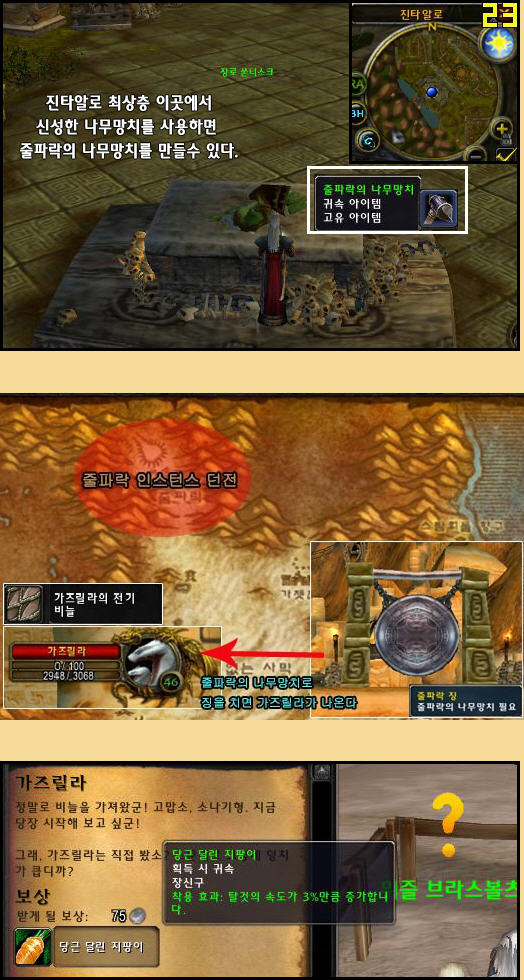 진타알로
23
N
장로 쏜티스크
진타알로 최상층 이곳에서
신성한 나무망치를 사용하면
줄파락의 나무망치를 만들수 있다.
줄파락의 나무망치
귀속 아이템
고유 아이템
줄파락 인스턴스 던전
가즈릴라의 전기
비늘
가즈릴라
0 / 100
2948 / 3068
46
는 사막
줄파락의 나무망치로
징을 치면 가즈릴라가 나온다
줄파락 징
줄파락의 나무망치 필요
가즈릴라
정말로 비늘을 가져왔군! 고맙소, 소나기형. 지금
당장 시작해 보고 싶군!
그래, 가즈릴라는 직접 봤소?
덩치
가 큽디까?
당근 달린 지팡이
획득 시 귀속
장신구
착용 효과: 탈것의 속도가 3%만큼 증가합니
다.
보상
받게 될 보상: 75
당근 달린 지팡이
?
즐 브라스볼츠